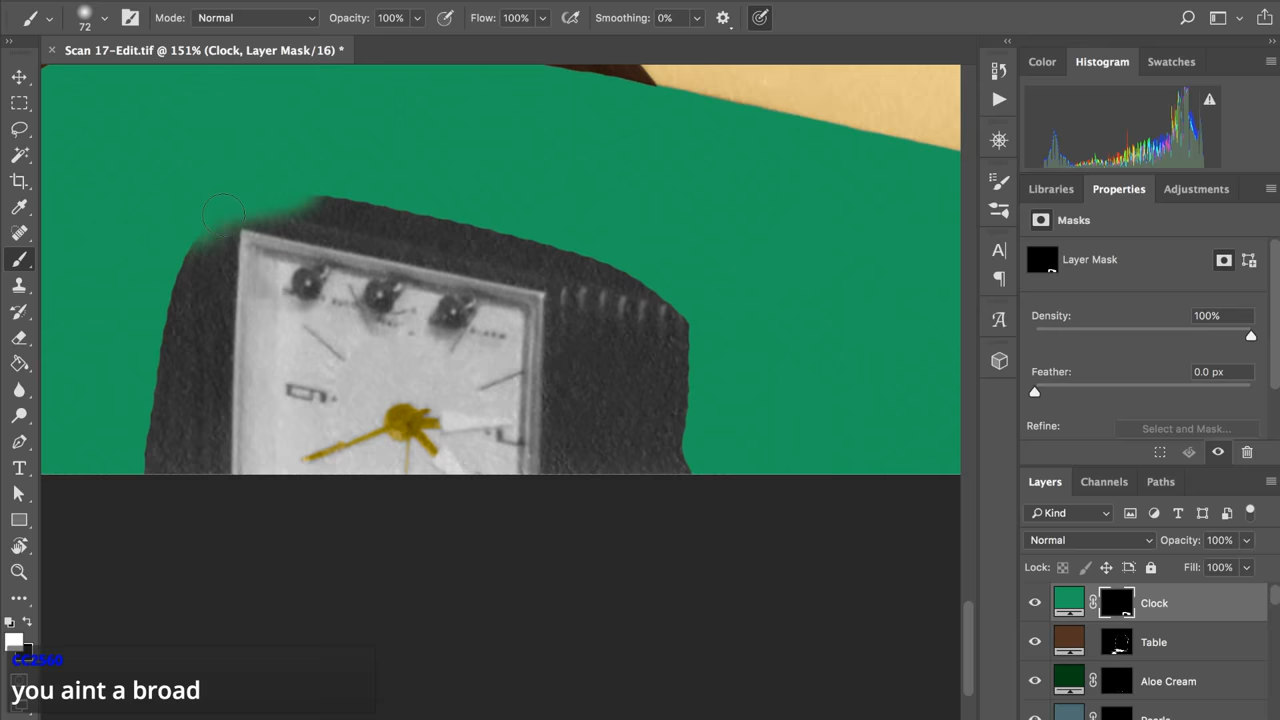 72
Mode: Normal
Opacity: 100%
Flow: 100%
Smoothing: 0%
× Scan 17-Edit.tif @ 151% (Clock, Layer Mask/16) *
Color Histogram Swatches
Libraries Properties Adjustments
Masks
Layer Mask
Density: 100%
Feather: 0.0 px
Refine: Select and Mask...
Layers Channels Paths
Kind
Normal Opacity: 100%
Lock: Fill: 100%
Clock
Table
Aloe Cream
CC2560
you aint a broad